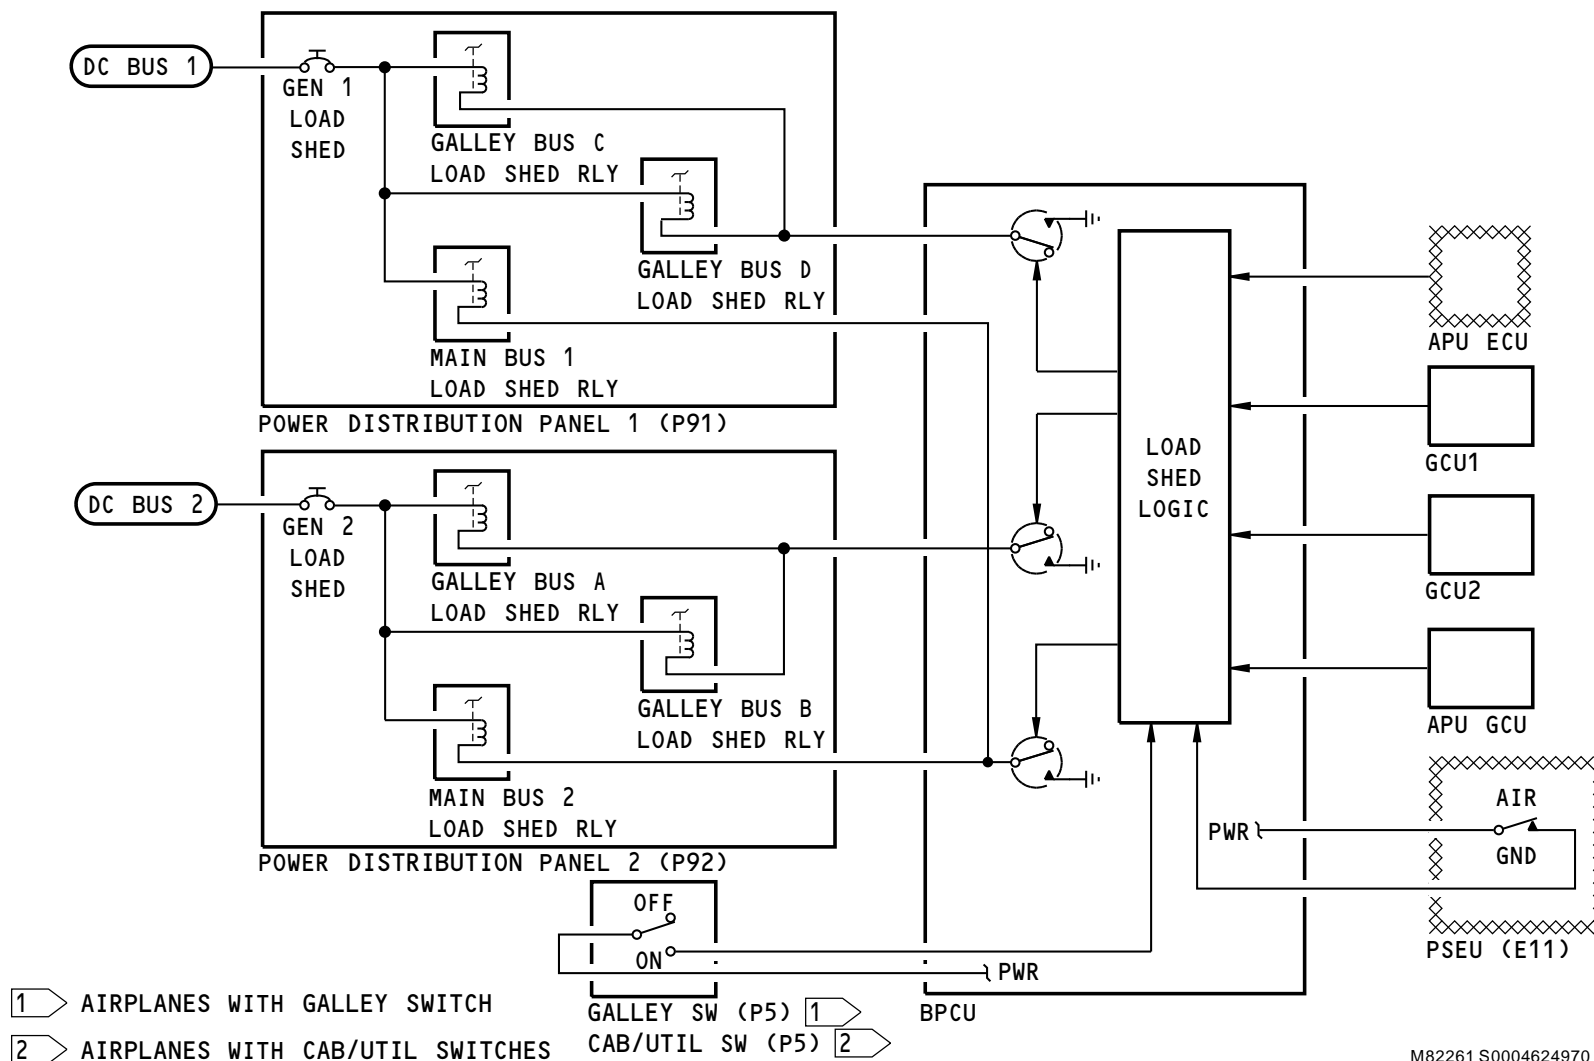 DC BUS 1
GEN 1
LOAD
SHED
GALLEY BUS C
LOAD SHED RLY
GALLEY BUS D
LOAD SHED RLY
MAIN BUS 1
LOAD SHED RLY
POWER DISTRIBUTION PANEL 1 (P91)
DC BUS 2
GEN 2
LOAD
SHED
GALLEY BUS A
LOAD SHED RLY
GALLEY BUS B
LOAD SHED RLY
MAIN BUS 2
LOAD SHED RLY
POWER DISTRIBUTION PANEL 2 (P92)
LOAD
SHED
LOGIC
APU ECU
GCU1
GCU2
APU GCU
AIR
PWR
GND
PSEU (E11)
OFF
ON
PWR
GALLEY SW (P5) 1
CAB/UTIL SW (P5) 2
BPCU
1 AIRPLANES WITH GALLEY SWITCH
2 AIRPLANES WITH CAB/UTIL SWITCHES
M82261 S0004624970